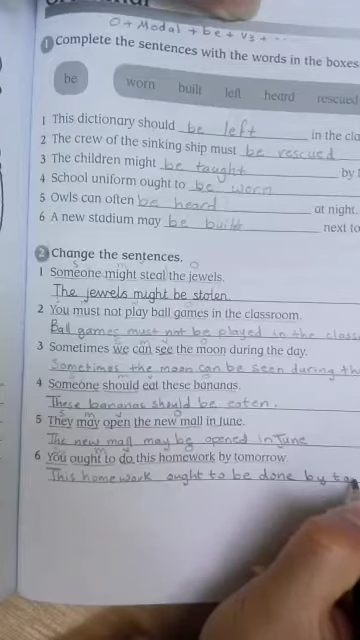 O + Modal + be + V3 + ...
1 Complete the sentences with the words in the boxes
be worn built left heard rescued
1 This dictionary should be left in the
2 The crew of the sinking ship must be rescued
3 The children might be taught by
4 School uniform ought to be worn
5 Owls can often be heard at night.
6 A new stadium may be built next to
2 Change the sentences.
S m O
1 Someone might steal the jewels.
The jewels might be stolen
2 You must not play ball games in the classroom.
Ball games must not be played in the
S m V O
3 Sometimes we can see the moon during the day.
Sometimes the moon can be seen during
4 Someone should eat these bananas.
These bananas should be eaten.
S m V O
5 They may open the new mall in June.
The new mall may be opened in June
m V
6 You ought to do this homework by tomorrow.
This homework ought to be done by